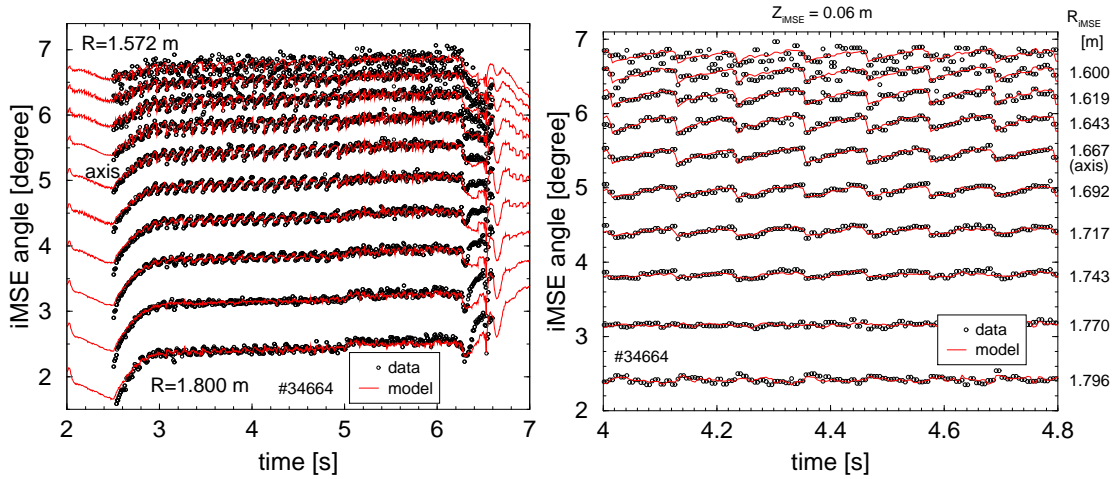 R=1.572 m
axis
R=1.800 m
#34664
data
model
iMSE angle [degree]
7
6
5
4
3
2
2
3
4
5
6
7
time [s]
Z_iMSE = 0.06 m
R_iMSE
[m]
1.600
1.619
1.643
1.667
(axis)
1.692
1.717
1.743
1.770
1.796
#34664
data
model
iMSE angle [degree]
7
6
5
4
3
2
4
4.2
4.4
4.6
4.8
time [s]